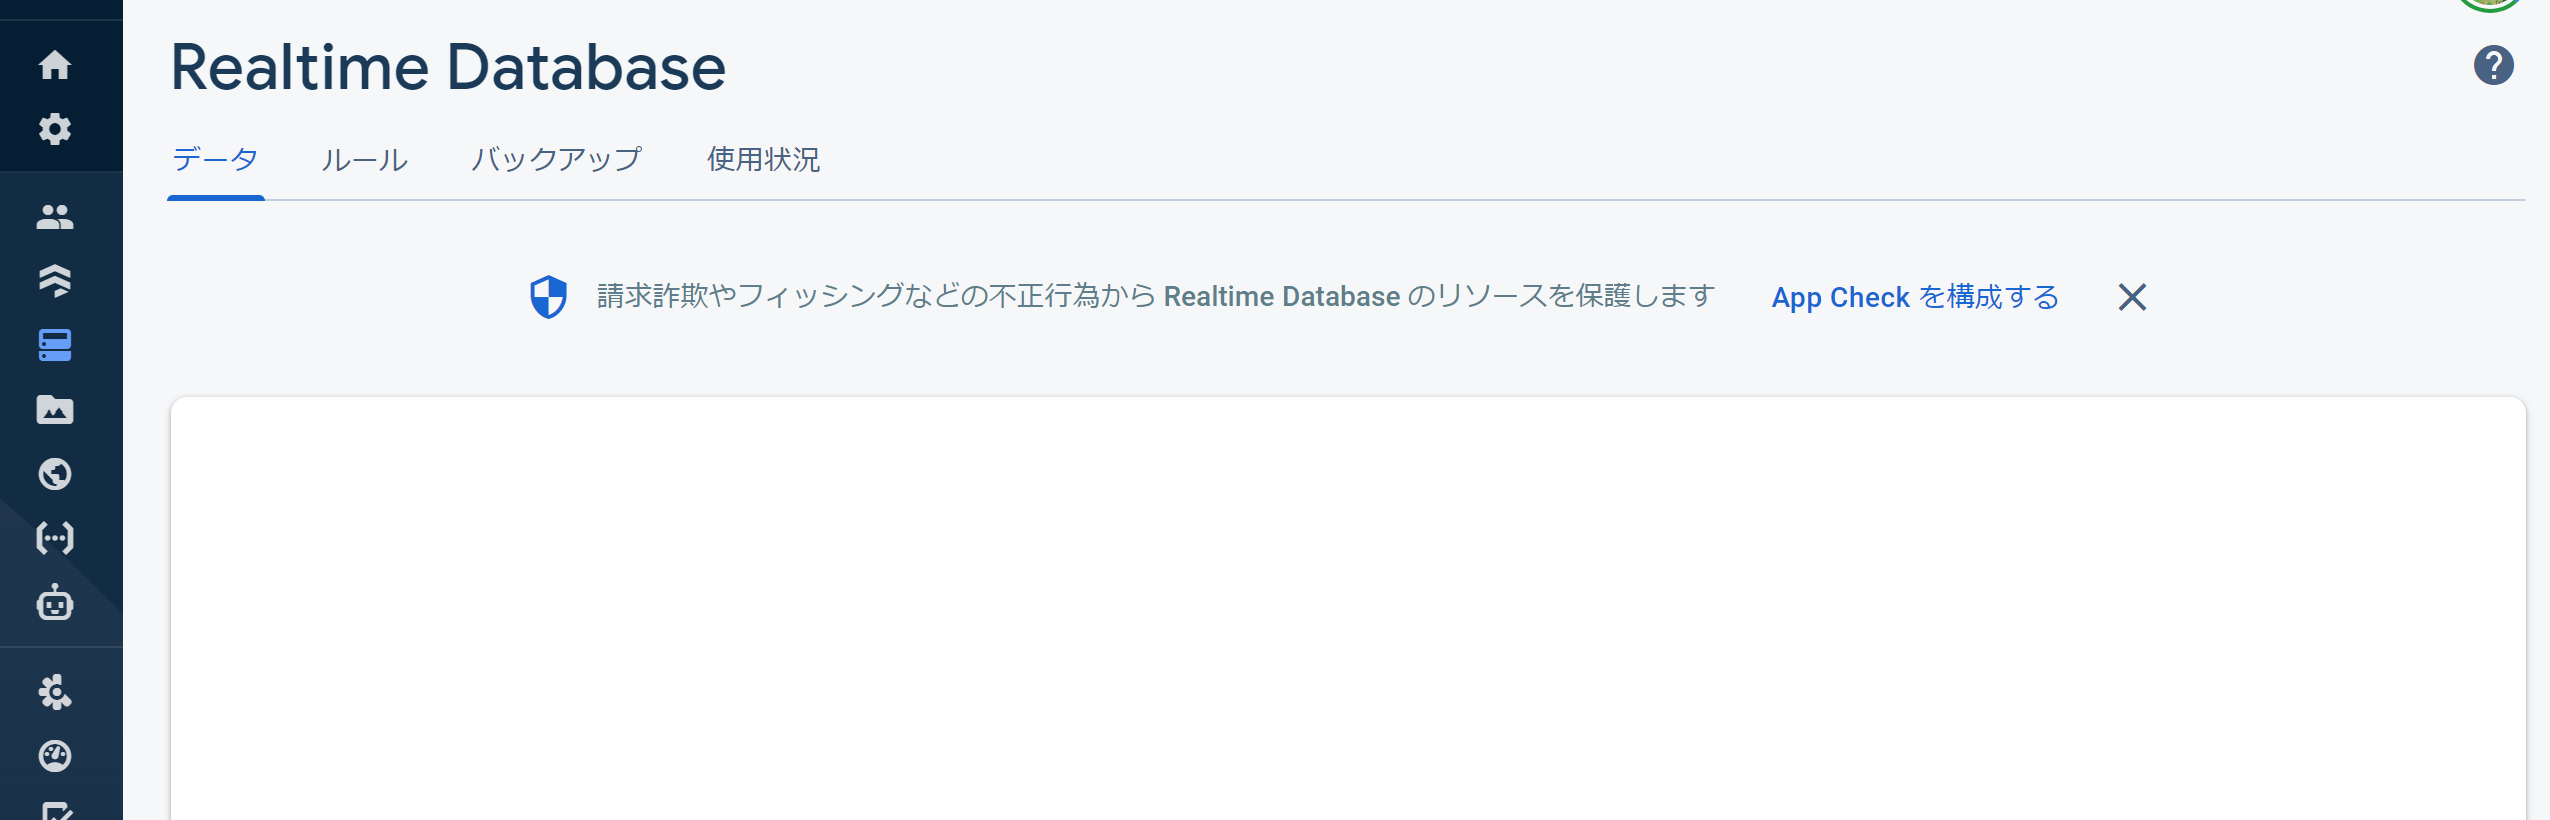 Realtime Database
データ ルール バックアップ 使用状況
請求詐欺やフィッシングなどの不正行為から Realtime Database のリソースを保護します App Check を構成する